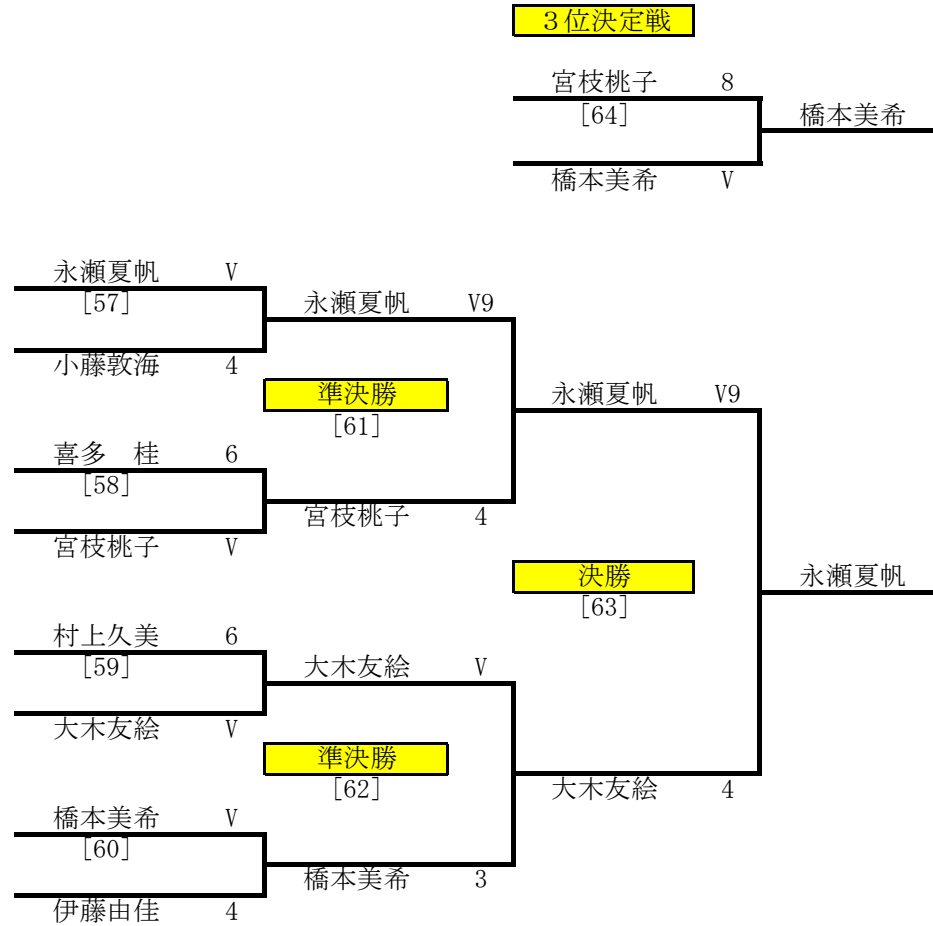 ３位決定戦
宮枝桃子 8
[64]
橋本美希
橋本美希 V
永瀬夏帆 V
[57]
永瀬夏帆 V9
小藤敦海 4
準決勝
[61]
永瀬夏帆 V9
喜多　桂 6
[58]
宮枝桃子 4
宮枝桃子 V
決勝
[63]
永瀬夏帆
村上久美 6
[59]
大木友絵 V
大木友絵 V
準決勝
[62]
大木友絵 4
橋本美希 V
[60]
橋本美希 3
伊藤由佳 4